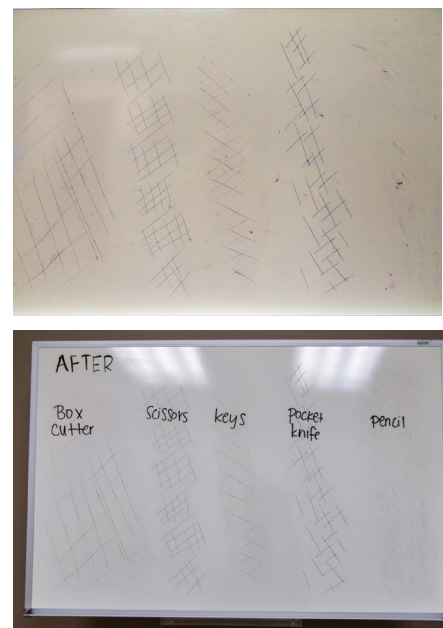 AFTER
Box
cutter
Scissors
keys
Pocket
knife
pencil